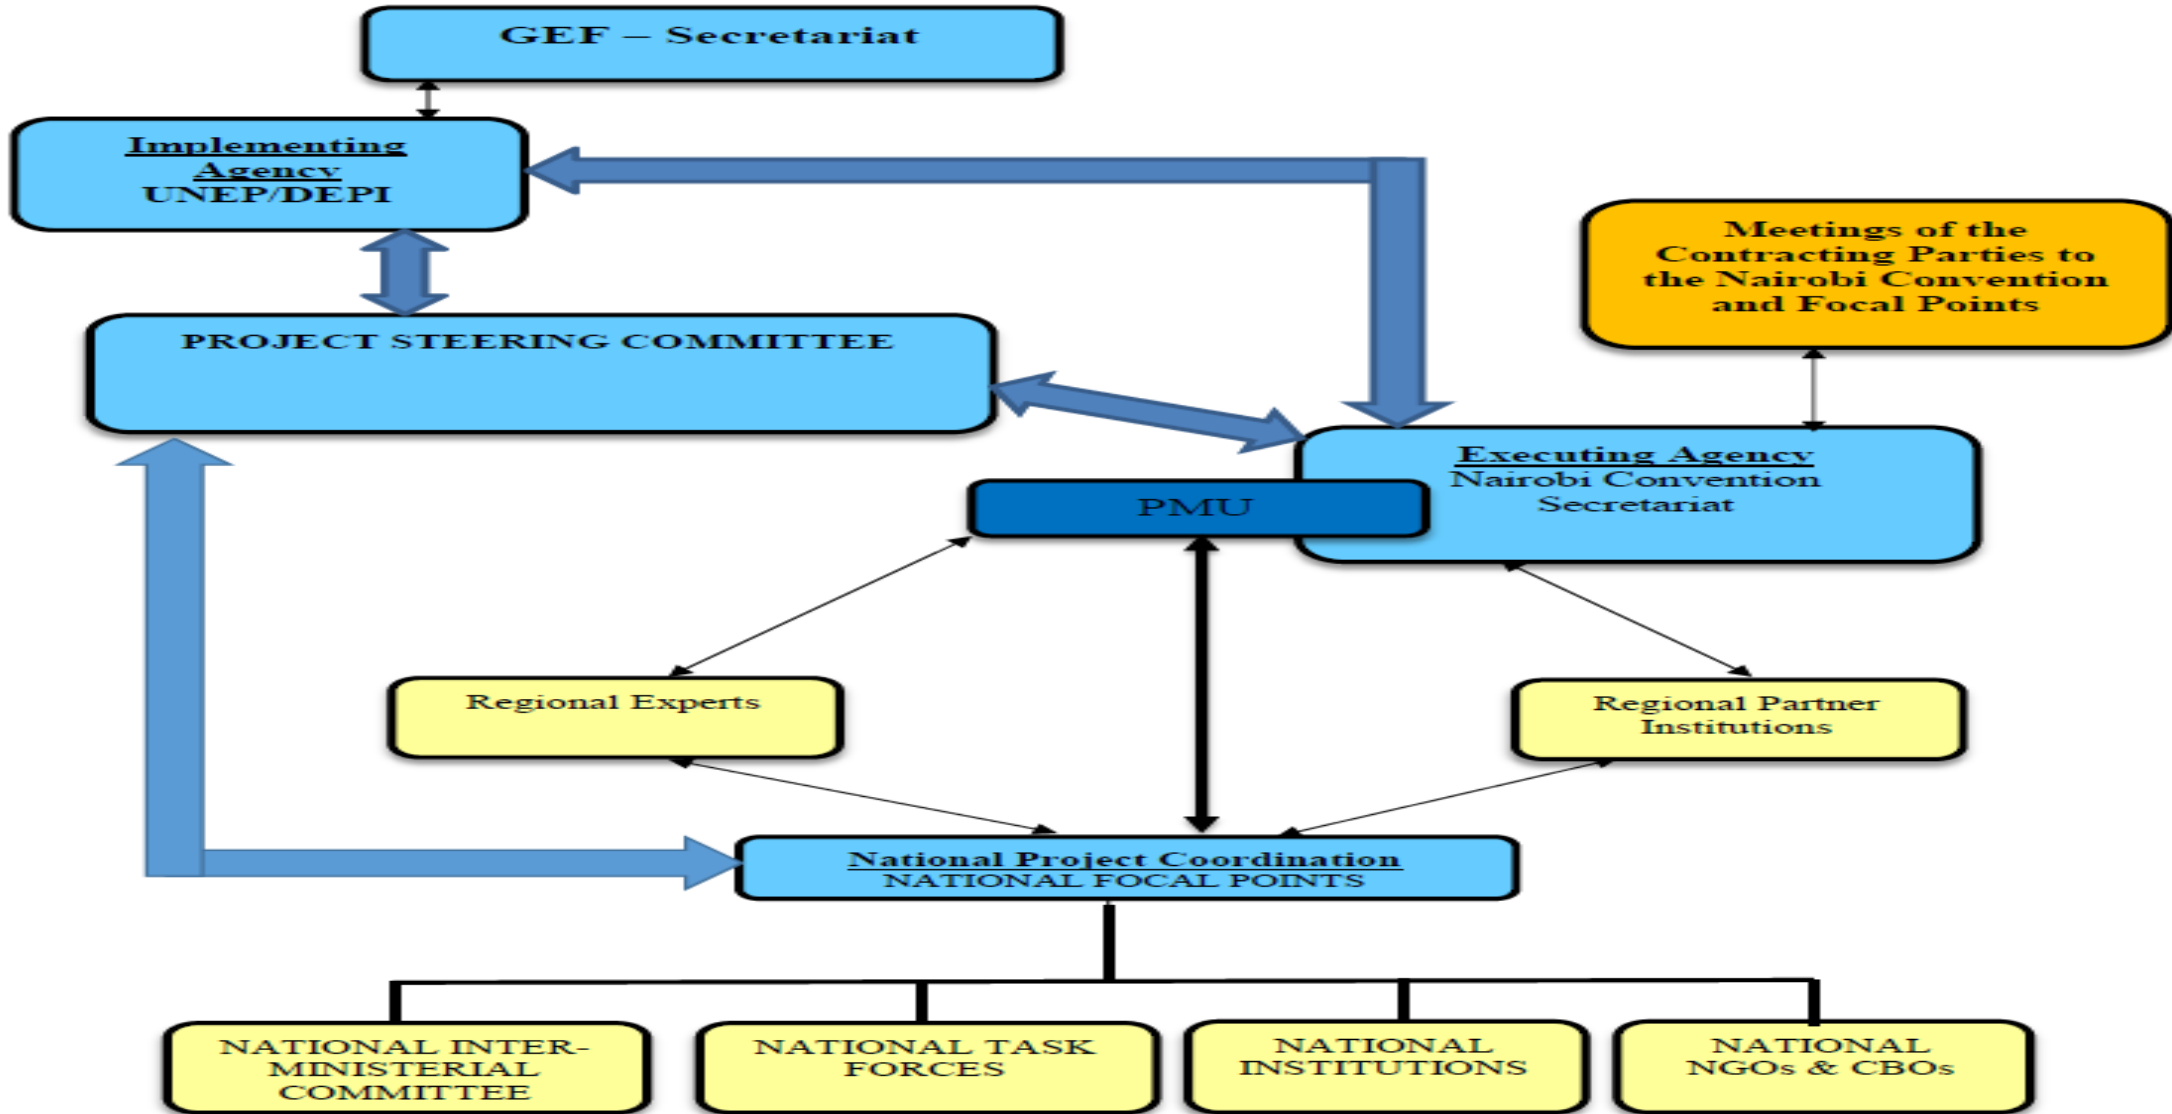 GEF – Secretariat
Implementing
Agency
UNEP/DEPI
Meetings of the
Contracting Parties to
the Nairobi Convention
and Focal Points
PROJECT STEERING COMMITTEE
Executing Agency
Nairobi Convention
Secretariat
PMU
Regional Experts
Regional Partner
Institutions
National Project Coordination
NATIONAL FOCAL POINTS
NATIONAL INTER-
MINISTERIAL
COMMITTEE
NATIONAL TASK
FORCES
NATIONAL
INSTITUTIONS
NATIONAL
NGOs & CBOs